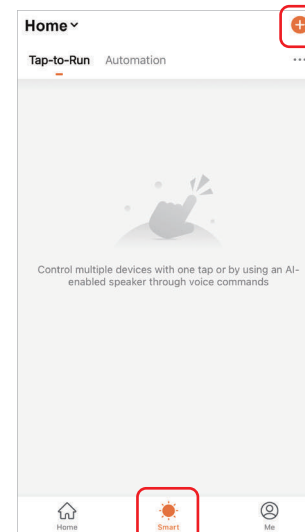 Home
Tap-to-Run Automation
Control multiple devices with one tap or by using an AI-
enabled speaker through voice commands
Home Smart Me